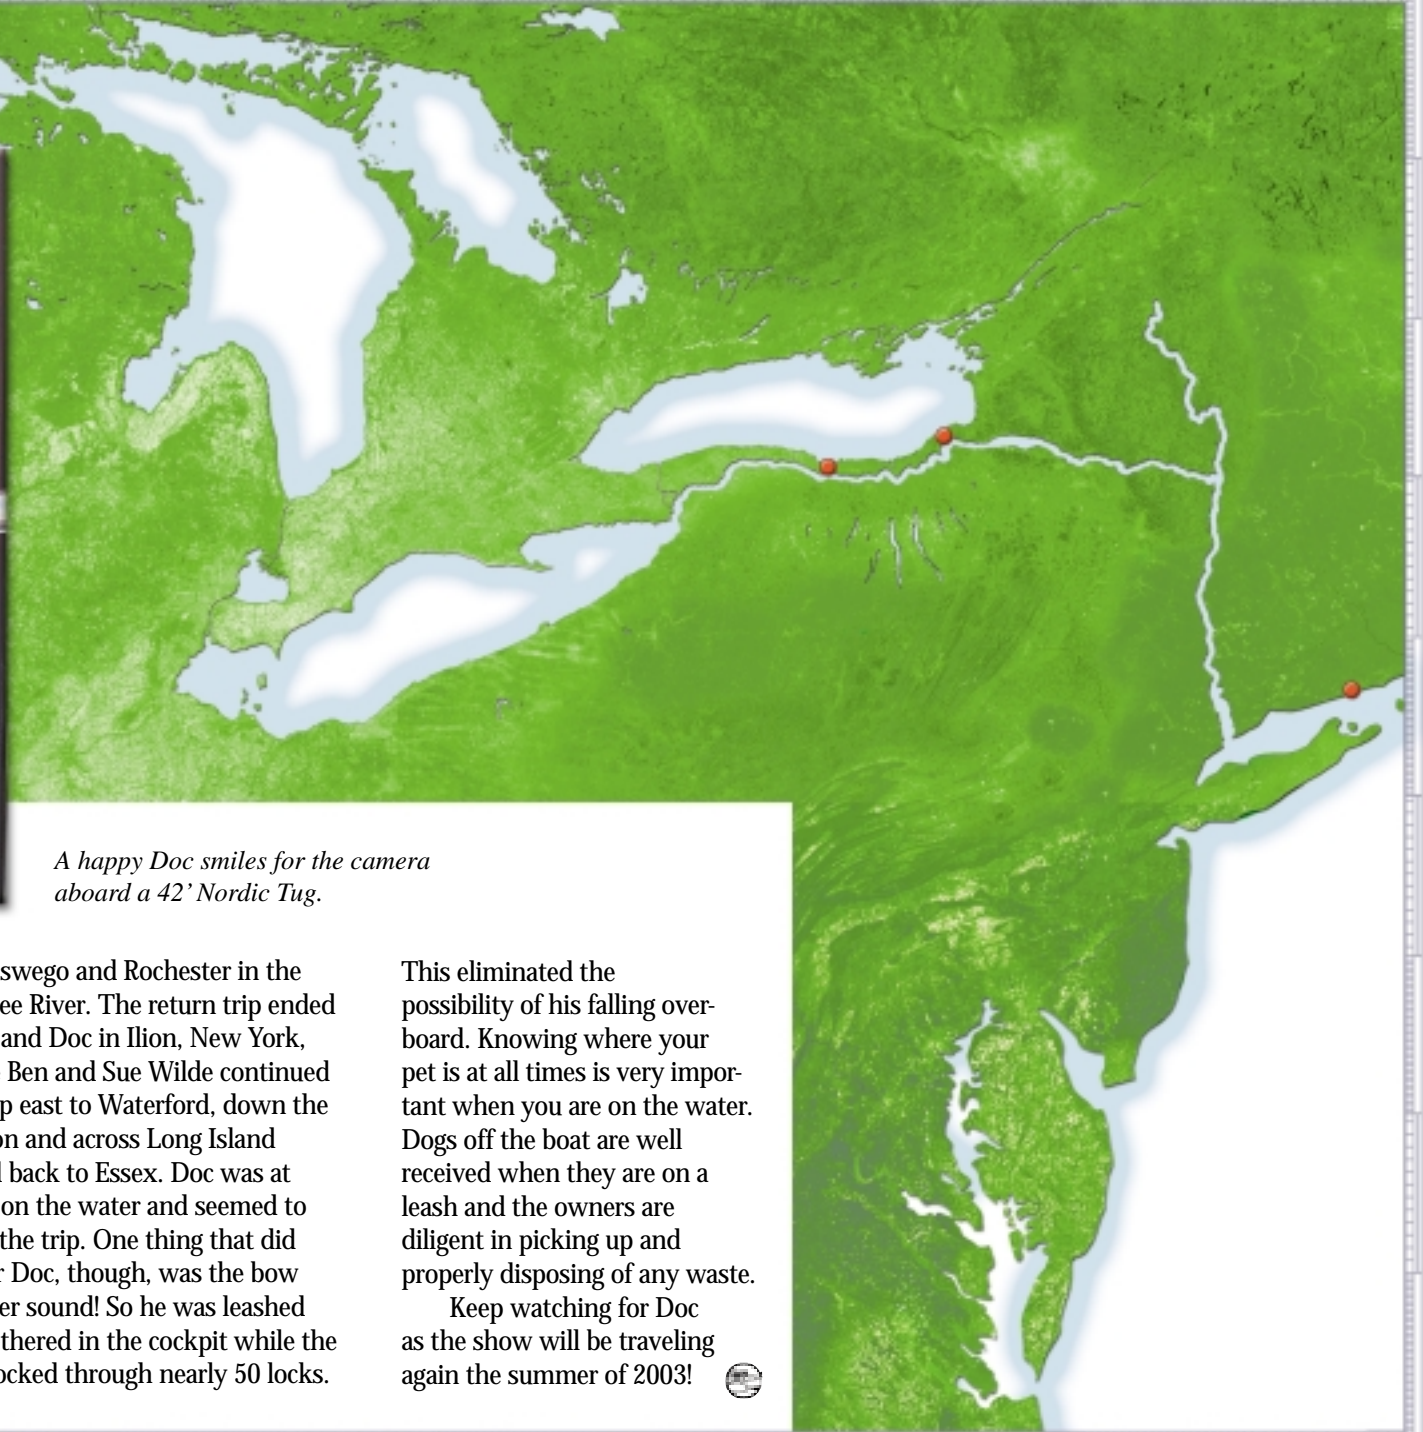 A happy Doc smiles for the camera
aboard a 42’ Nordic Tug.
swego and Rochester in the
ee River. The return trip ended
and Doc in Ilion, New York,
Ben and Sue Wilde continued
p east to Waterford, down the
on and across Long Island
l back to Essex. Doc was at
on the water and seemed to
the trip. One thing that did
r Doc, though, was the bow
er sound! So he was leashed
thered in the cockpit while the
ocked through nearly 50 locks.
This eliminated the
possibility of his falling over-
board. Knowing where your
pet is at all times is very impor-
tant when you are on the water.
Dogs off the boat are well
received when they are on a
leash and the owners are
diligent in picking up and
properly disposing of any waste.
Keep watching for Doc
as the show will be traveling
again the summer of 2003!